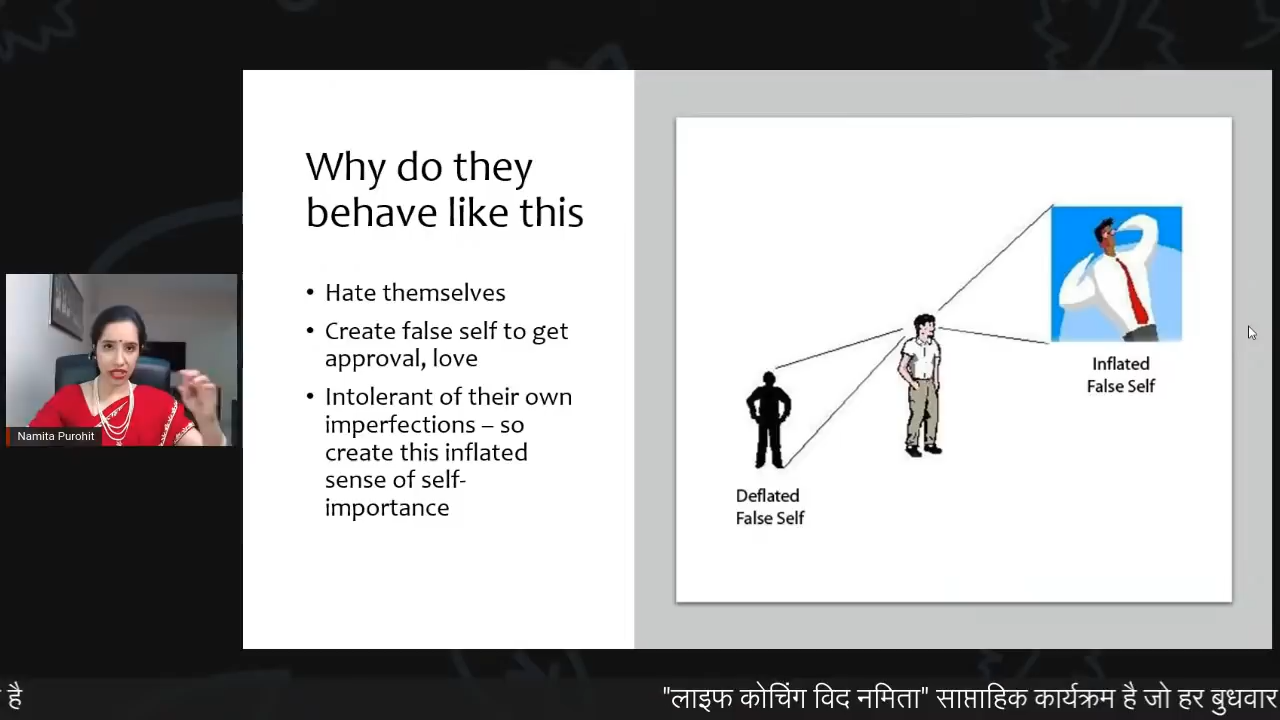 Why do they
behave like this
• Hate themselves
• Create false self to get
approval, love
• Intolerant of their own
imperfections – so
create this inflated
sense of self-
importance
Inflated
False Self
Deflated
False Self
Namita Purohit
है
"लाइफ कोचिंग विद नमिता" साप्ताहिक कार्यक्रम है जो हर बुधवार